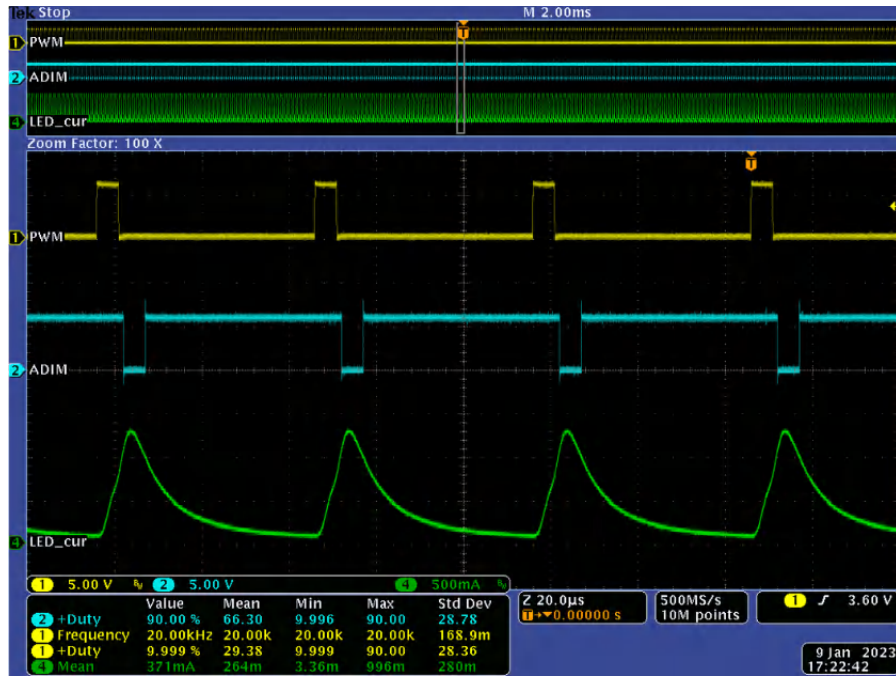 Tek Stop M 2.00ms
T
1 PWM
2 ADIM
4 LED_cur
Zoom Factor: 100 X
T
1 PWM
2 ADIM
4 LED_cur
1 5.00 V BW 2 5.00 V 4 500mA BW
Value Mean Min Max Std Dev
2 +Duty 90.00 % 66.30 9.996 90.00 28.78
1 Frequency 20.00kHz 20.00k 20.00k 20.00k 168.9m
1 +Duty 9.999 % 29.38 9.999 90.00 28.36
4 Mean 371mA 264m 3.36m 996m 280m
Z 20.0µs
T→▼0.00000 s
500MS/s
10M points
1 ∫ 3.60 V
9 Jan 2023
17:22:42